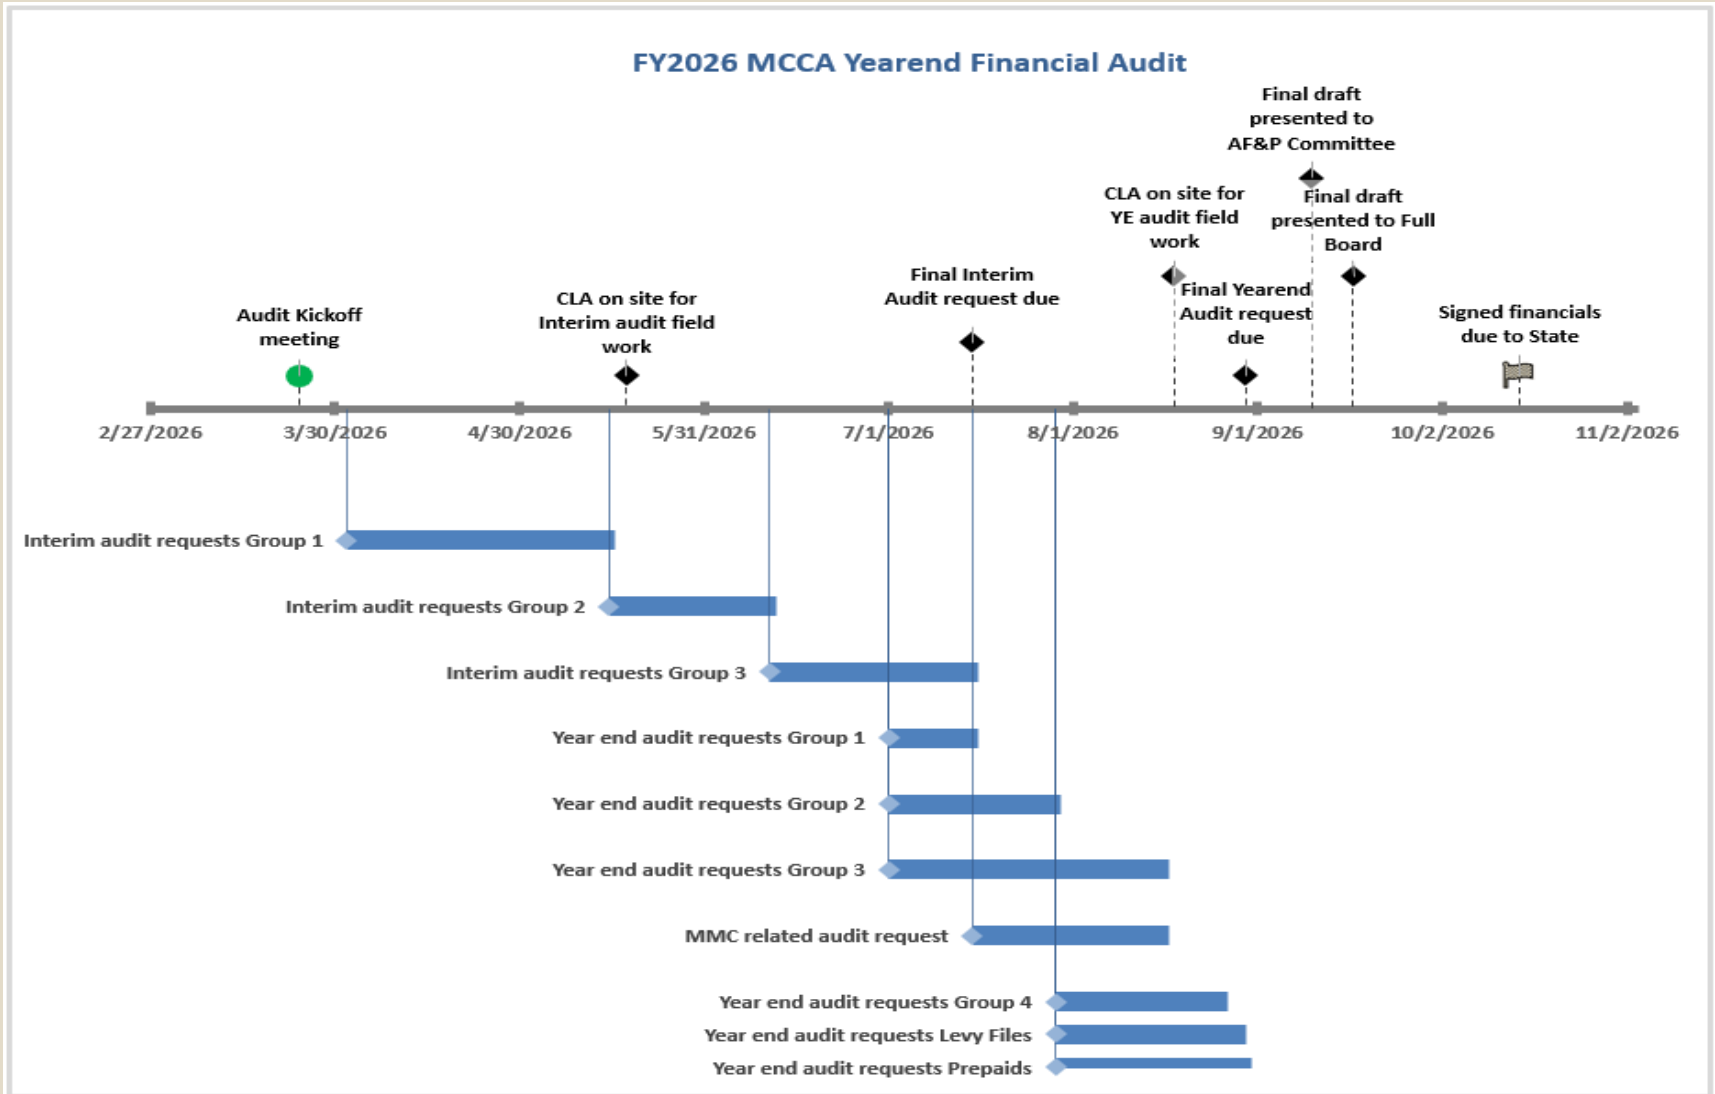 FY2026 MCCA Yearend Financial Audit
Final draft
presented to
AF&P Committee
CLA on site for
YE audit field
work
Final draft
presented to Full
Board
Final Interim
Audit request due
Final Yearend
Audit request
due
CLA on site for
Interim audit field
work
Audit Kickoff
meeting
Signed financials
due to State
2/27/2026
3/30/2026
4/30/2026
5/31/2026
7/1/2026
8/1/2026
9/1/2026
10/2/2026
11/2/2026
Interim audit requests Group 1
Interim audit requests Group 2
Interim audit requests Group 3
Year end audit requests Group 1
Year end audit requests Group 2
Year end audit requests Group 3
MMC related audit request
Year end audit requests Group 4
Year end audit requests Levy Files
Year end audit requests Prepaids